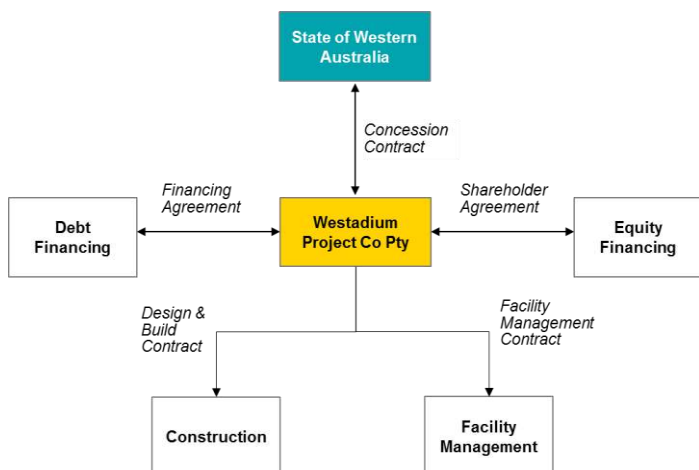 State of Western
Australia
Concession
Contract
Financing
Agreement
Shareholder
Agreement
Debt
Financing
Westadium
Project Co Pty
Equity
Financing
Design &
Build
Contract
Facility
Management
Contract
Construction
Facility
Management